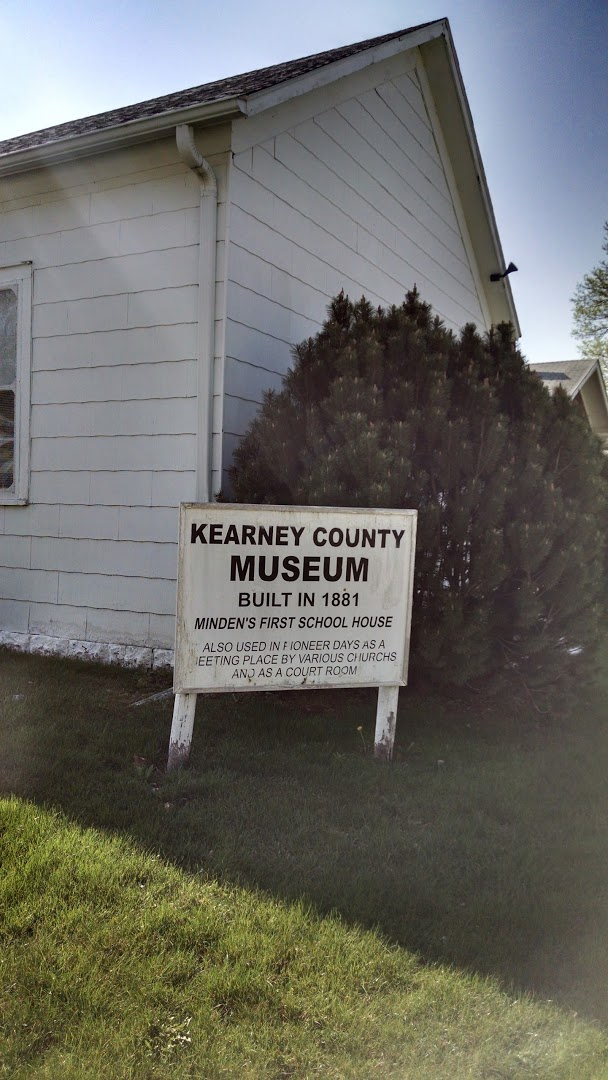 KEARNEY COUNTY
MUSEUM
BUILT IN 1881
MINDEN'S FIRST SCHOOL HOUSE
ALSO USED IN PIONEER DAYS AS A
MEETING PLACE BY VARIOUS CHURCHS
AND AS A COURT ROOM